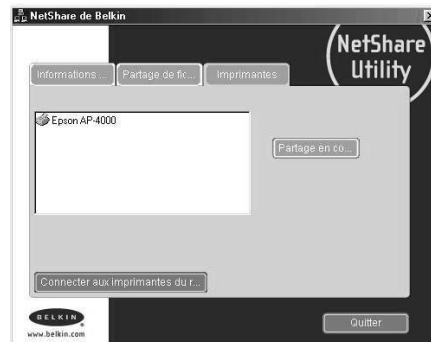 NetShare de Belkin
NetShare
Utility
Informations ...
Partage de fic...
Imprimantes
Epson AP-4000
Partage en co...
Connecter aux imprimantes du r...
BELKIN
www.belkin.com
Quitter